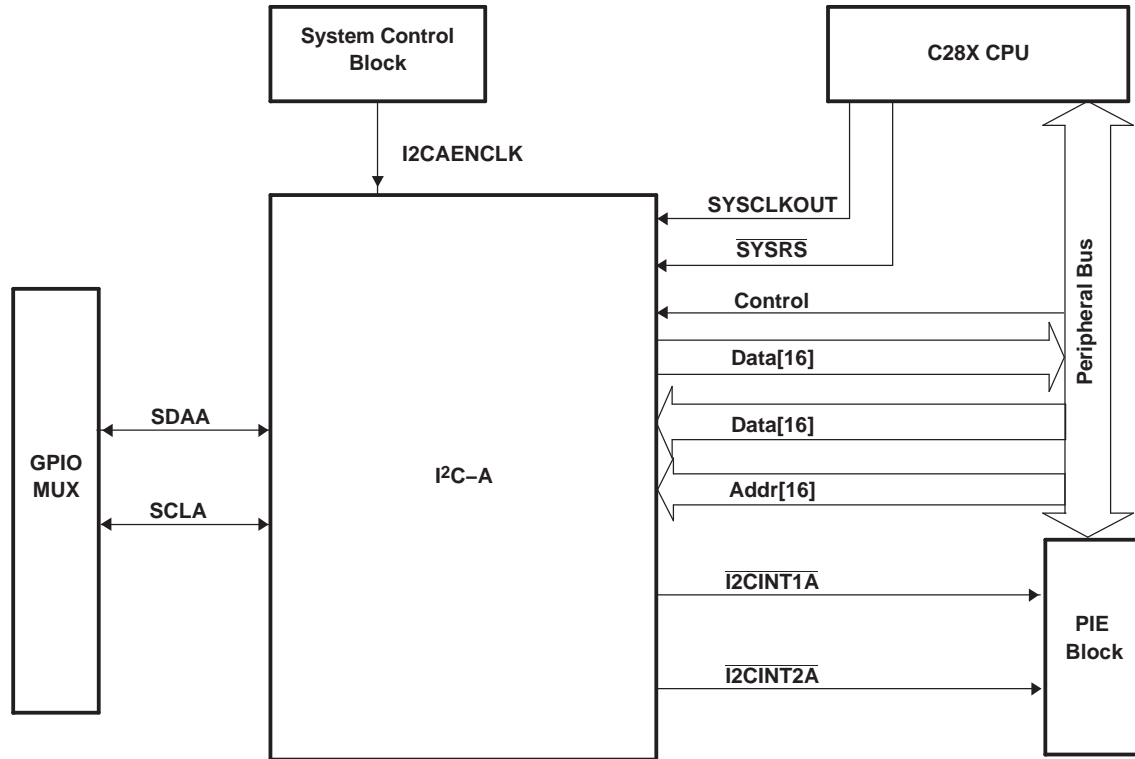 System Control
Block
C28X CPU
I2CAENCLK
SYSCLKOUT
SYSRS
Control
Data[16]
Data[16]
Addr[16]
Peripheral Bus
GPIO
MUX
SDAA
SCLA
I²C–A
I2CINT1A
I2CINT2A
PIE
Block